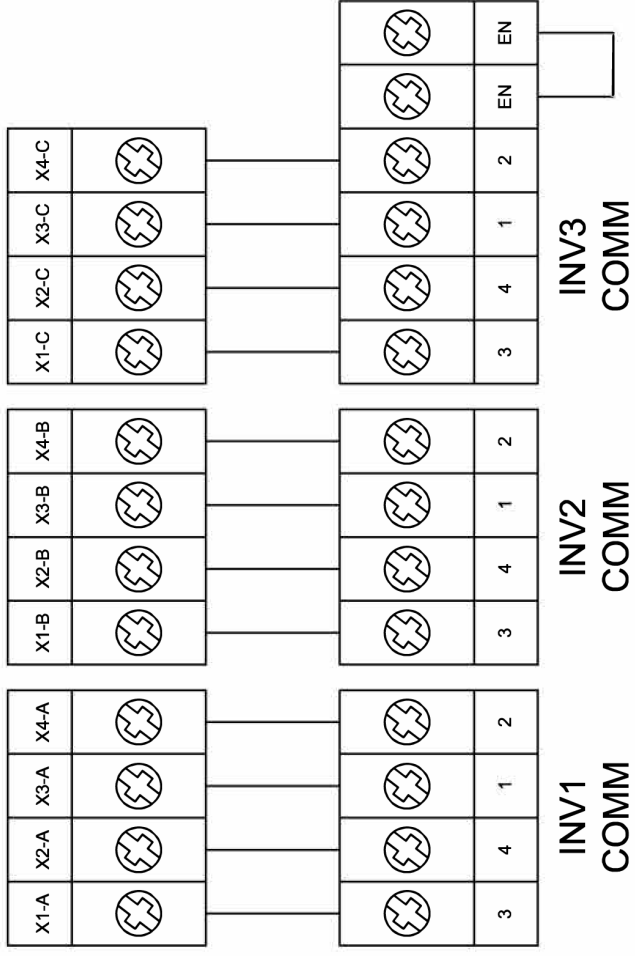 X1-A X2-A X3-A X4-A X1-B X2-B X3-B X4-B X1-C X2-C X3-C X4-C
3 4 1 2 3 4 1 2 3 4 1 2 EN EN
INV1 INV2 INV3
COMM COMM COMM